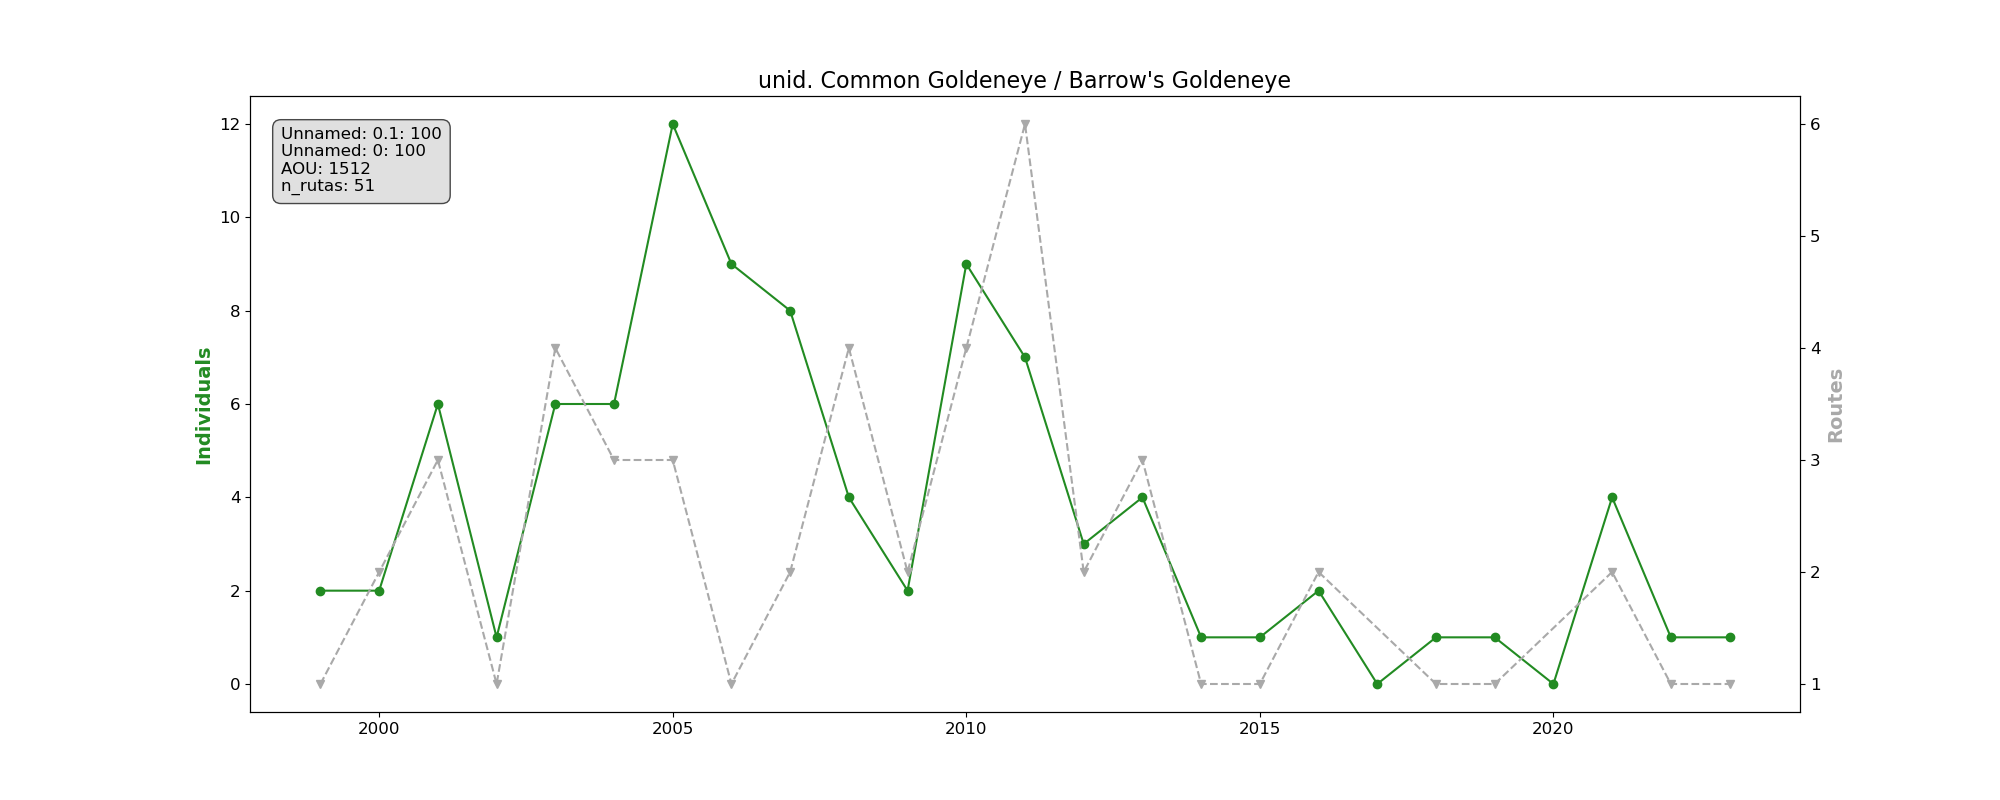 unid. Common Goldeneye / Barrow's Goldeneye
Unnamed: 0.1: 100
Unnamed: 0: 100
AOU: 1512
n_rutas: 51
12
10
8
6
4
2
0
Individuals
6
5
4
3
2
1
Routes
2000
2005
2010
2015
2020